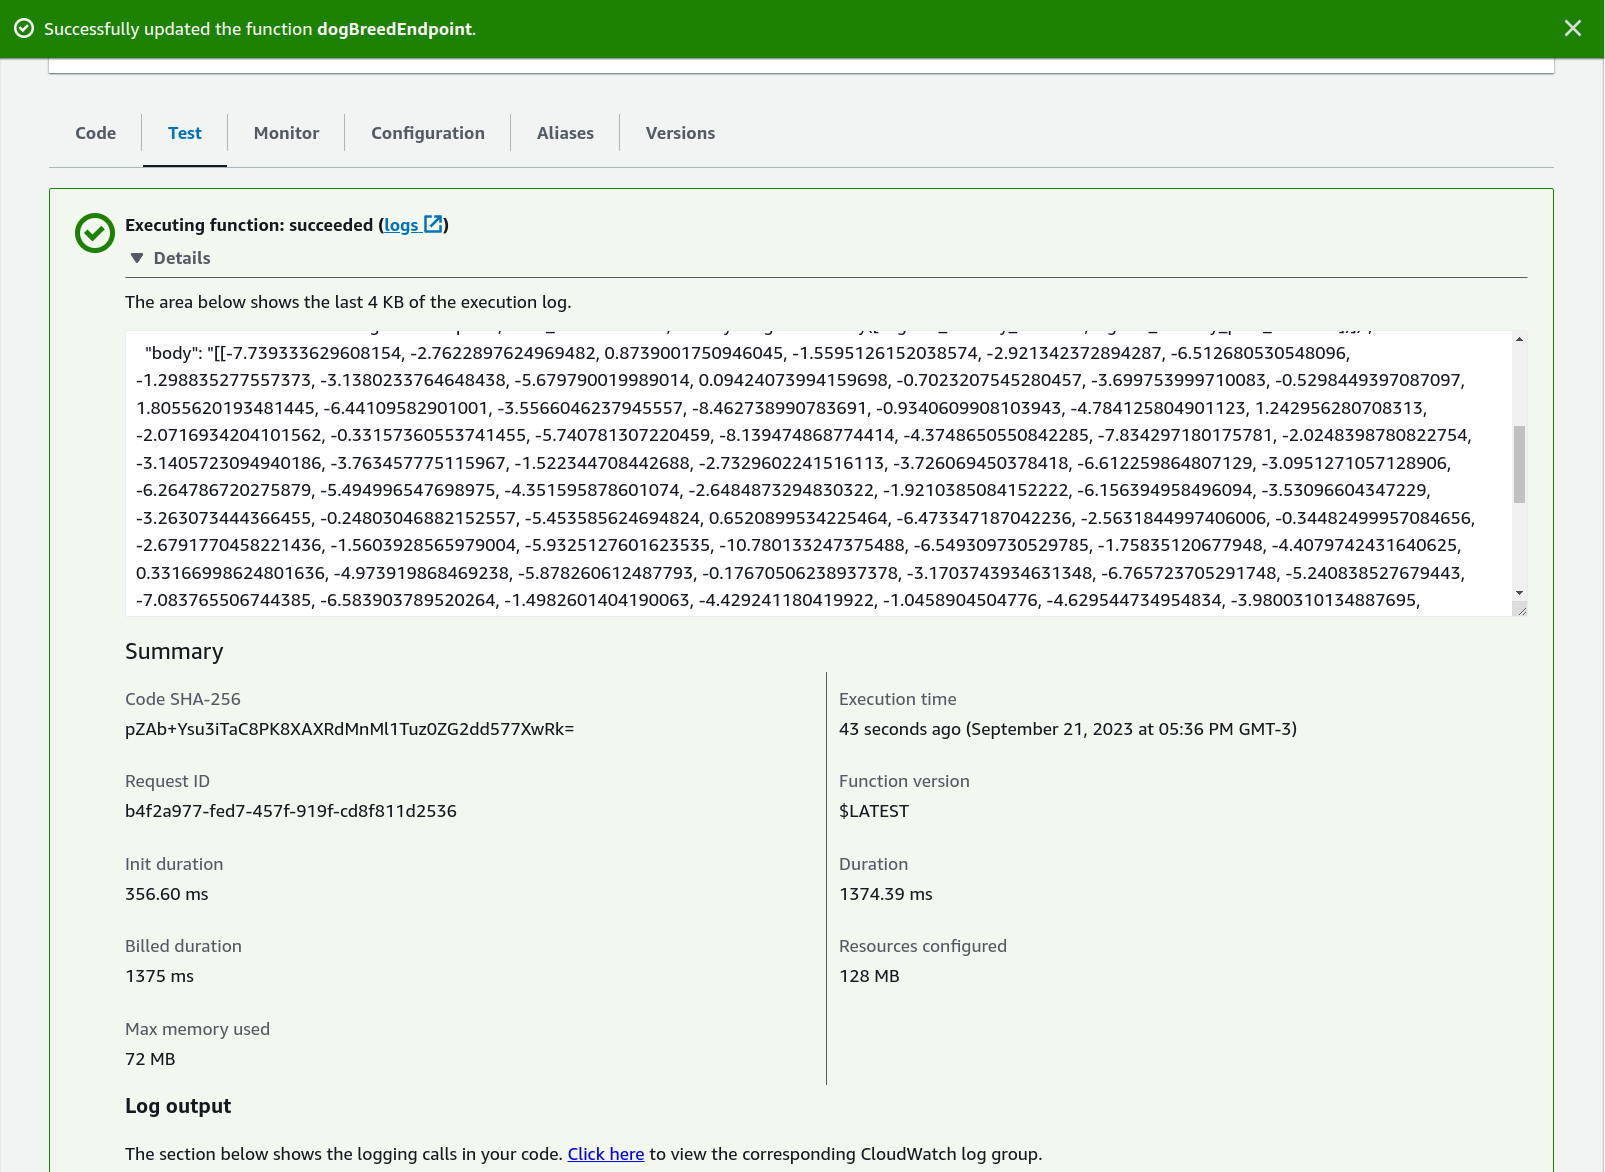 Successfully updated the function dogBreedEndpoint.
Code Test Monitor Configuration Aliases Versions
Executing function: succeeded (logs)
Details
The area below shows the last 4 KB of the execution log.
"body": "[[-7.739333629608154, -2.7622897624969482, 0.8739001750946045, -1.5595126152038574, -2.921342372894287, -6.512680530548096,
-1.298835277557373, -3.1380233764648438, -5.679790019989014, 0.09424073994159698, -0.7023207545280457, -3.699753999710083, -0.5298449397087097,
1.8055620193481445, -6.44109582901001, -3.5566046237945557, -8.462738990783691, -0.9340609908103943, -4.784125804901123, 1.242956280708313,
-2.0716934204101562, -0.33157360553741455, -5.740781307220459, -8.139474868774414, -4.3748650550842285, -7.834297180175781, -2.0248398780822754,
-3.1405723094940186, -3.763457775115967, -1.522344708442688, -2.7329602241516113, -3.726069450378418, -6.612259864807129, -3.0951271057128906,
-6.264786720275879, -5.494996547698975, -4.351595878601074, -2.6484873294830322, -1.9210385084152222, -6.156394958496094, -3.53096604347229,
-3.263073444366455, -0.24803046882152557, -5.453585624694824, 0.6520899534225464, -6.473347187042236, -2.5631844997406006, -0.34482499957084656,
-2.6791770458221436, -1.5603928565979004, -5.9325127601623535, -10.780133247375488, -6.549309730529785, -1.75835120677948, -4.4079742431640625,
0.33166998624801636, -4.973919868469238, -5.878260612487793, -0.17670506238937378, -3.1703743934631348, -6.765723705291748, -5.240838527679443,
-7.083765506744385, -6.583903789520264, -1.4982601404190063, -4.429241180419922, -1.0458904504776, -4.629544734954834, -3.9800310134887695,
Summary
Code SHA-256
pZAb+Ysu3iTaC8PK8XAXRdMnMl1Tuz0ZG2dd577XwRk=
Execution time
43 seconds ago (September 21, 2023 at 05:36 PM GMT-3)
Request ID
b4f2a977-fed7-457f-919f-cd8f811d2536
Function version
$LATEST
Init duration
356.60 ms
Duration
1374.39 ms
Billed duration
1375 ms
Resources configured
128 MB
Max memory used
72 MB
Log output
The section below shows the logging calls in your code. Click here to view the corresponding CloudWatch log group.